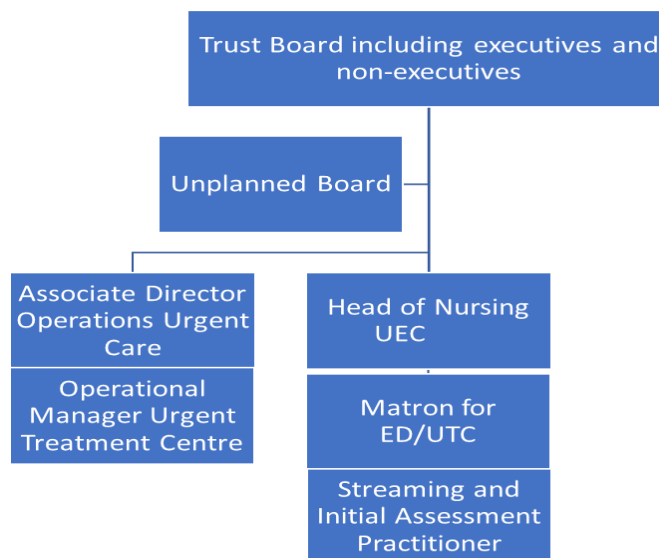 Trust Board including executives and
non-executives
Unplanned Board
Associate Director
Operations Urgent
Care
Operational
Manager Urgent
Treatment Centre
Head of Nursing
UEC
Matron for
ED/UTC
Streaming and
Initial Assessment
Practitioner